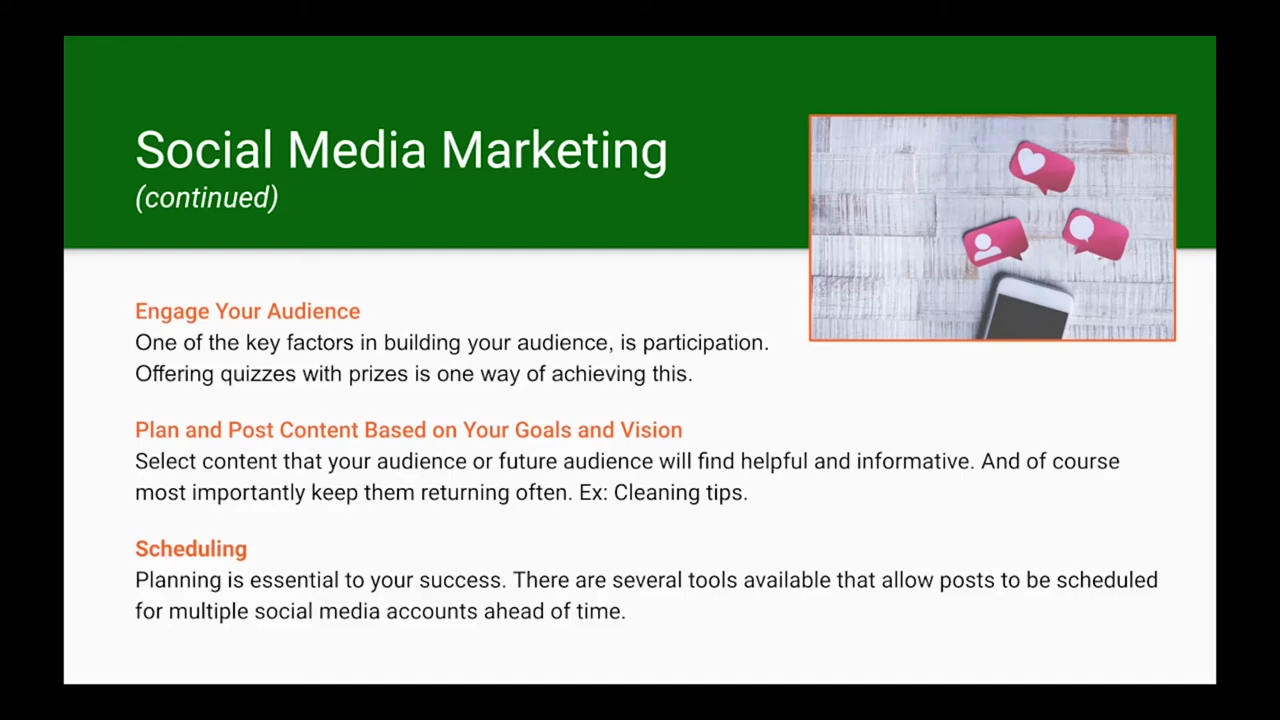 Social Media Marketing
(continued)
Engage Your Audience
One of the key factors in building your audience, is participation.
Offering quizzes with prizes is one way of achieving this.
Plan and Post Content Based on Your Goals and Vision
Select content that your audience or future audience will find helpful and informative. And of course
most importantly keep them returning often. Ex: Cleaning tips.
Scheduling
Planning is essential to your success. There are several tools available that allow posts to be scheduled
for multiple social media accounts ahead of time.